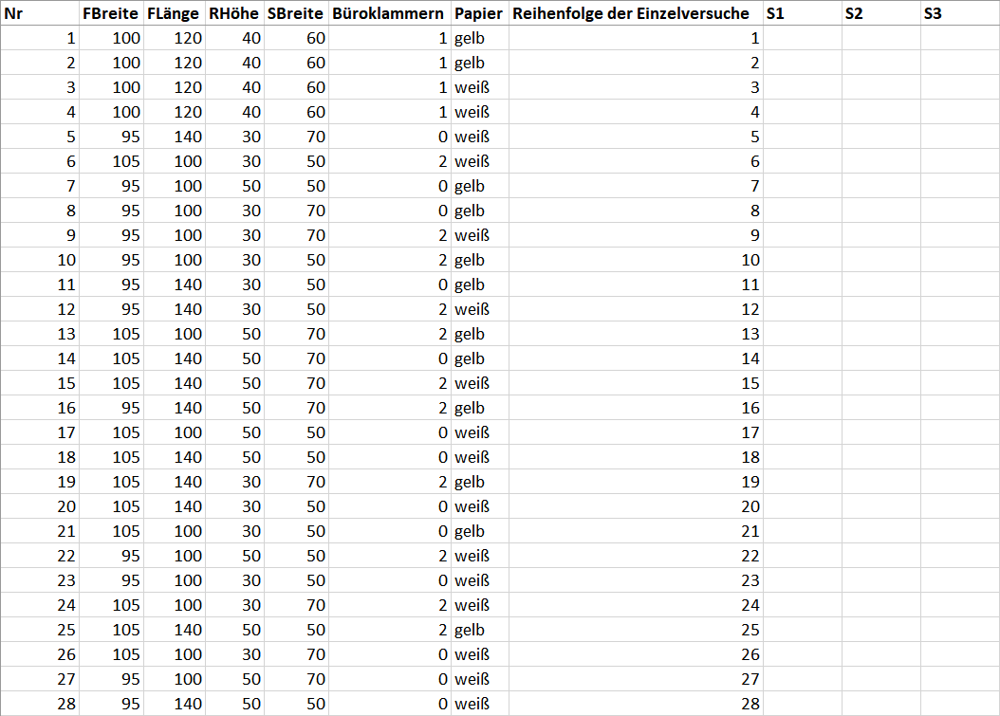 Nr FBreite FLänge RHöhe SBreite Büroklammern Papier Reihenfolge der Einzelversuche S1 S2 S3
1 100 120 40 60 1 gelb 1
2 100 120 40 60 1 gelb 2
3 100 120 40 60 1 weiß 3
4 100 120 40 60 1 weiß 4
5 95 140 30 70 0 weiß 5
6 105 100 30 50 2 weiß 6
7 95 100 50 50 0 gelb 7
8 95 100 30 70 0 gelb 8
9 95 100 30 70 2 weiß 9
10 95 100 30 50 2 gelb 10
11 95 140 30 50 0 gelb 11
12 95 140 30 50 2 weiß 12
13 105 100 50 70 2 gelb 13
14 105 140 50 70 0 gelb 14
15 105 140 50 70 2 weiß 15
16 95 140 50 70 2 gelb 16
17 105 100 50 50 0 weiß 17
18 105 140 50 50 0 weiß 18
19 105 140 30 70 2 gelb 19
20 105 140 30 50 0 weiß 20
21 105 100 30 50 0 gelb 21
22 95 100 50 50 2 weiß 22
23 95 100 30 50 0 weiß 23
24 105 100 30 70 2 weiß 24
25 105 140 50 50 2 gelb 25
26 105 100 30 70 0 weiß 26
27 95 100 50 70 0 weiß 27
28 95 140 50 50 0 weiß 28